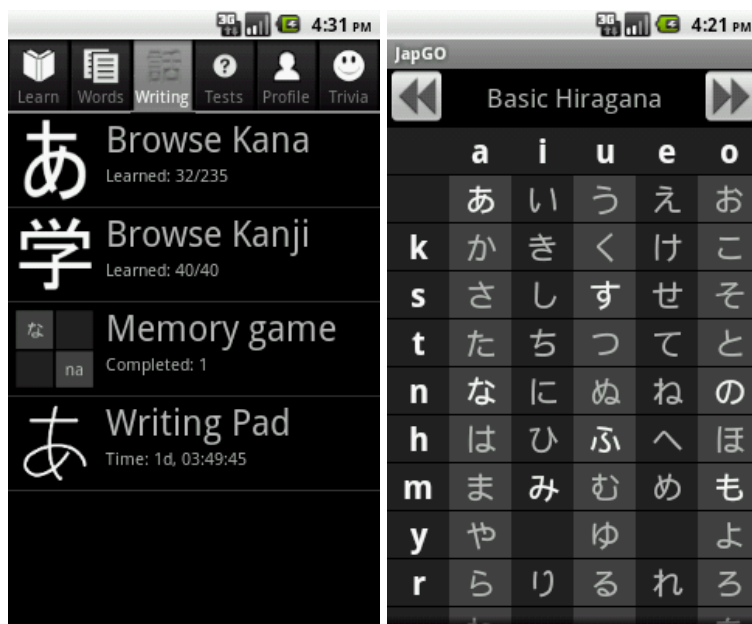 3G 4:31 PM
Learn Words Writing Tests Profile Trivia
話
あ Browse Kana
Learned: 32/235
学 Browse Kanji
Learned: 40/40
な Memory game
na Completed: 1
あ Writing Pad
Time: 1d, 03:49:45
3G 4:21 PM
JapGO
Basic Hiragana
a i u e o
あ い う え お
k か き く け こ
s さ し す せ そ
t た ち つ て と
n な に ぬ ね の
h は ひ ふ へ ほ
m ま み む め も
y や ゆ よ
r ら り る れ ろ